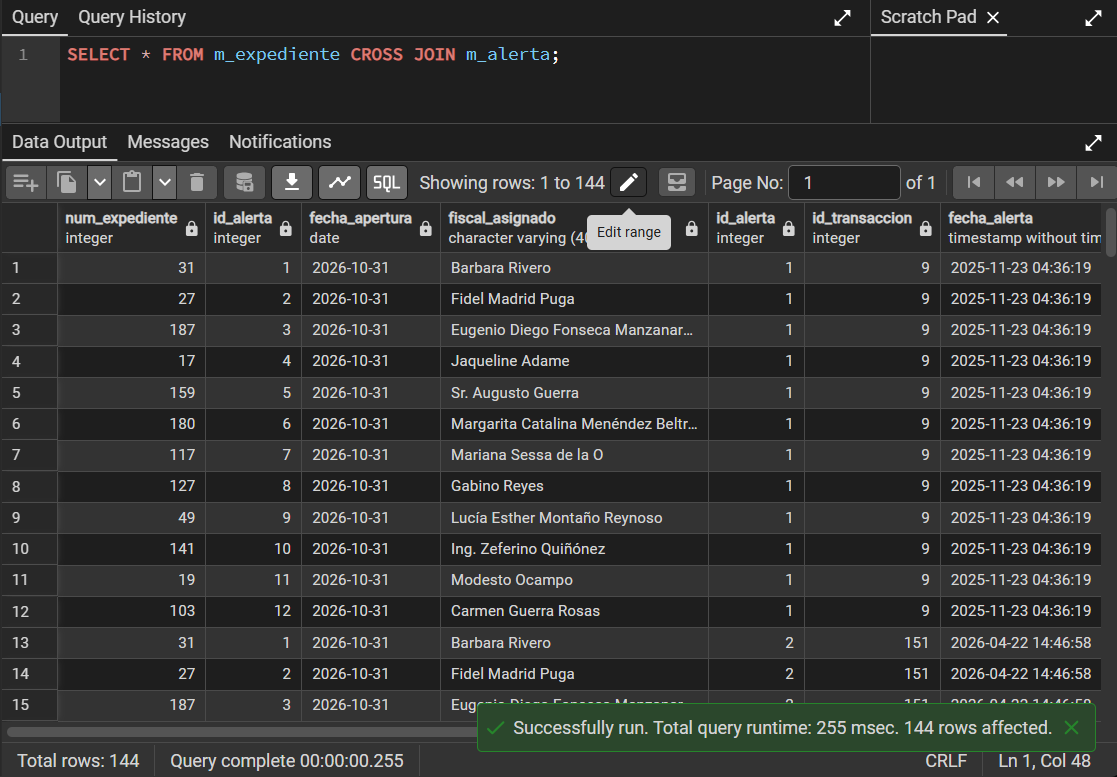 Query Query History Scratch Pad
1 SELECT * FROM m_expediente CROSS JOIN m_alerta;
Data Output Messages Notifications
SQL Showing rows: 1 to 144 Page No: 1 of 1
num_expediente id_alerta fecha_apertura fiscal_asignado id_alerta id_transaccion fecha_alerta
integer integer date character varying (40 integer integer timestamp without tim
Edit range
1 31 1 2026-10-31 Barbara Rivero 1 9 2025-11-23 04:36:19
2 27 2 2026-10-31 Fidel Madrid Puga 1 9 2025-11-23 04:36:19
3 187 3 2026-10-31 Eugenio Diego Fonseca Manzanar... 1 9 2025-11-23 04:36:19
4 17 4 2026-10-31 Jaqueline Adame 1 9 2025-11-23 04:36:19
5 159 5 2026-10-31 Sr. Augusto Guerra 1 9 2025-11-23 04:36:19
6 180 6 2026-10-31 Margarita Catalina Menéndez Beltr... 1 9 2025-11-23 04:36:19
7 117 7 2026-10-31 Mariana Sessa de la O 1 9 2025-11-23 04:36:19
8 127 8 2026-10-31 Gabino Reyes 1 9 2025-11-23 04:36:19
9 49 9 2026-10-31 Lucía Esther Montaño Reynoso 1 9 2025-11-23 04:36:19
10 141 10 2026-10-31 Ing. Zeferino Quiñónez 1 9 2025-11-23 04:36:19
11 19 11 2026-10-31 Modesto Ocampo 1 9 2025-11-23 04:36:19
12 103 12 2026-10-31 Carmen Guerra Rosas 1 9 2025-11-23 04:36:19
13 31 1 2026-10-31 Barbara Rivero 2 151 2026-04-22 14:46:58
14 27 2 2026-10-31 Fidel Madrid Puga 2 151 2026-04-22 14:46:58
15 187 3 2026-10-31
Successfully run. Total query runtime: 255 msec. 144 rows affected.
Total rows: 144 Query complete 00:00:00.255 CRLF Ln 1, Col 48